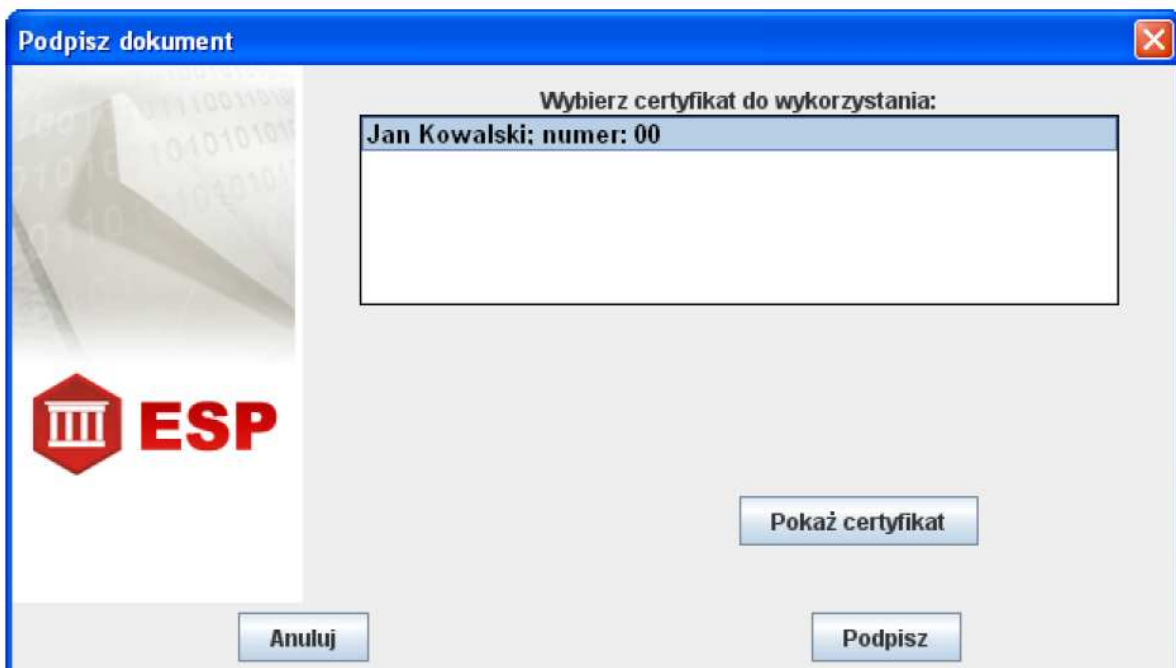 Podpisz dokument
Wybierz certyfikat do wykorzystania:
Jan Kowalski; numer: 00
ESP
Pokaż certyfikat
Anuluj
Podpisz